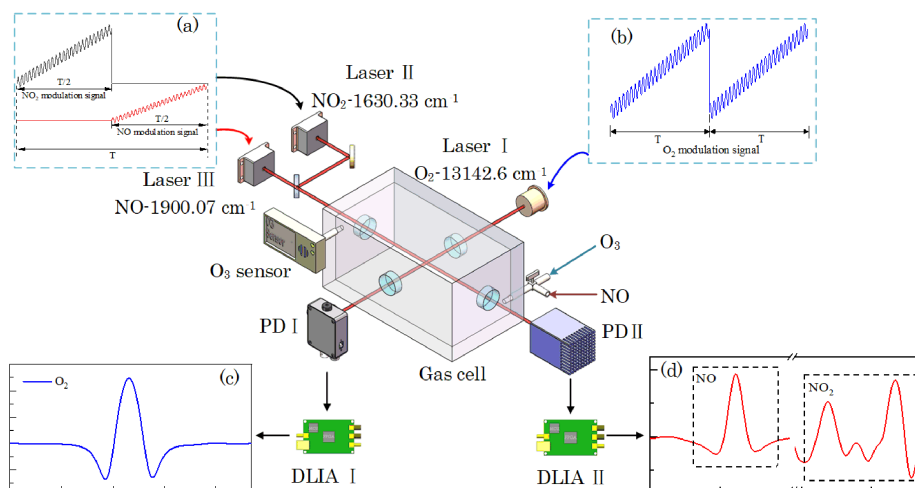 (a)
T/2
NO₂ modulation signal
T/2
NO modulation signal
T
Laser II
NO₂-1630.33 cm⁻¹
(b)
T
T
O₂ modulation signal
Laser I
O₂-13142.6 cm⁻¹
Laser III
NO-1900.07 cm⁻¹
O₃ sensor
O₃
NO
PD I
PD II
Gas cell
(c)
O₂
(d)
NO
NO₂
DLIA I
DLIA II